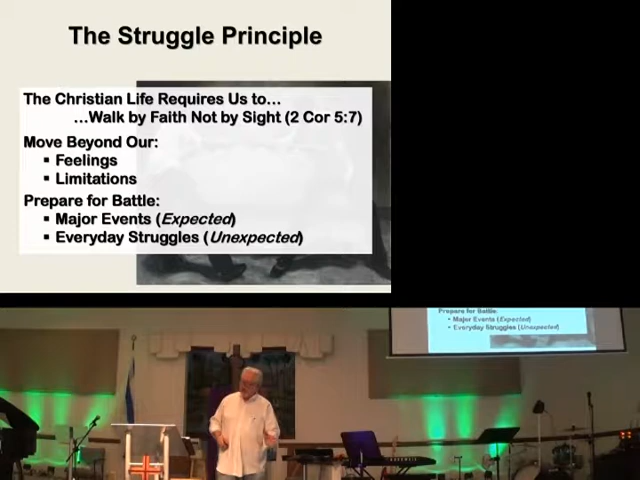 The Struggle Principle
The Christian Life Requires Us to…
…Walk by Faith Not by Sight (2 Cor 5:7)
Move Beyond Our:
▪ Feelings
▪ Limitations
Prepare for Battle:
▪ Major Events (Expected)
▪ Everyday Struggles (Unexpected)
Prepare for Battle:
▪ Major Events (Expected)
▪ Everyday Struggles (Unexpected)